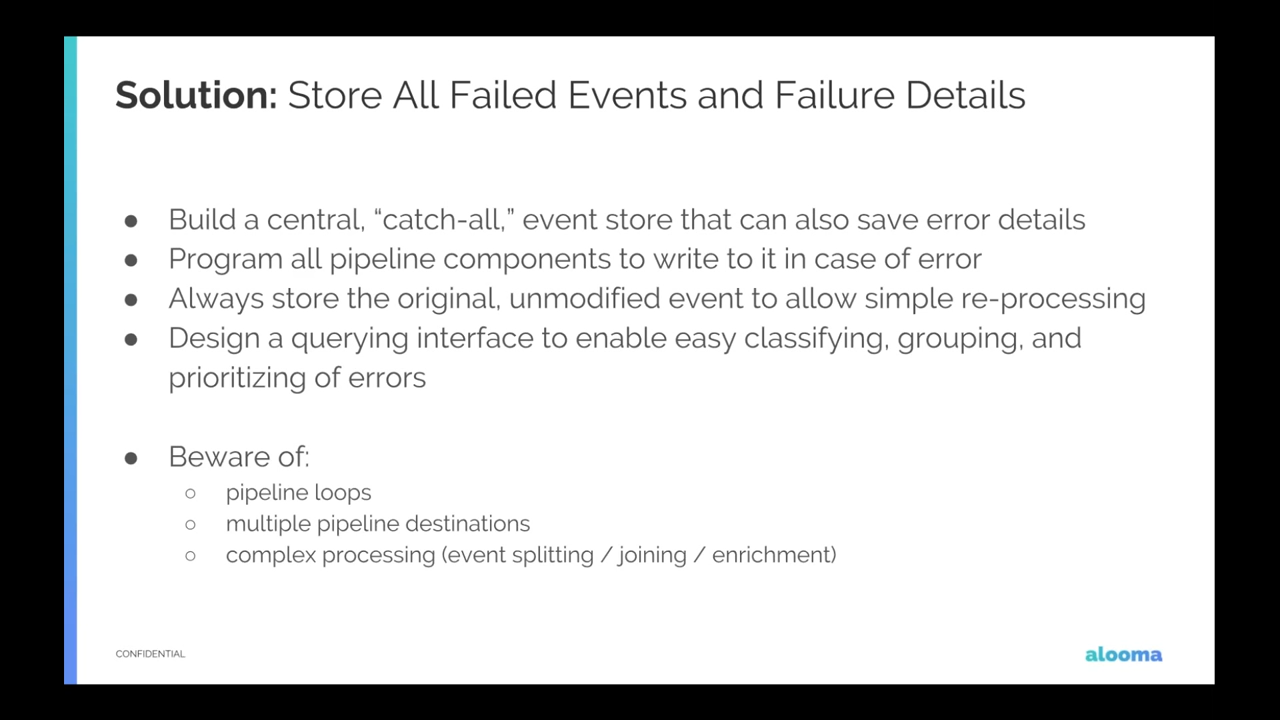 Solution: Store All Failed Events and Failure Details
● Build a central, “catch-all,” event store that can also save error details
● Program all pipeline components to write to it in case of error
● Always store the original, unmodified event to allow simple re-processing
● Design a querying interface to enable easy classifying, grouping, and
prioritizing of errors
● Beware of:
○ pipeline loops
○ multiple pipeline destinations
○ complex processing (event splitting / joining / enrichment)
CONFIDENTIAL
alooma